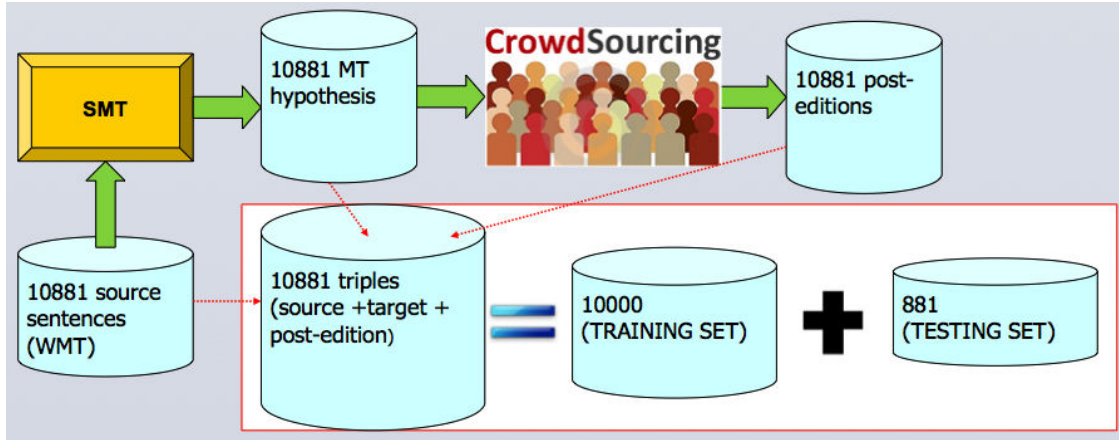 SMT
10881 MT
hypothesis
CrowdSourcing
10881 post-
editions
10881 source
sentences
(WMT)
10881 triples
(source +target +
post-edition)
10000
(TRAINING SET)
881
(TESTING SET)